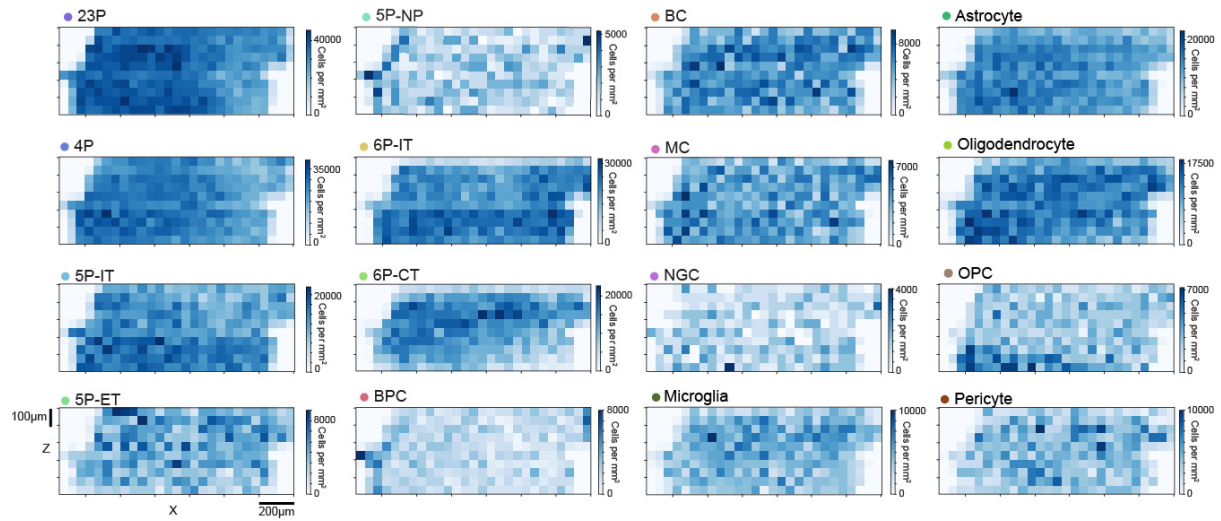 23P
40000
Cells per mm²
0
5P-NP
5000
Cells per mm²
0
BC
8000
Cells per mm²
0
Astrocyte
20000
Cells per mm²
0
4P
35000
Cells per mm²
0
6P-IT
30000
Cells per mm²
0
MC
7000
Cells per mm²
0
Oligodendrocyte
17500
Cells per mm²
0
5P-IT
20000
Cells per mm²
0
6P-CT
20000
Cells per mm²
0
NGC
4000
Cells per mm²
0
OPC
7000
Cells per mm²
0
5P-ET
8000
Cells per mm²
0
BPC
8000
Cells per mm²
0
Microglia
10000
Cells per mm²
0
Pericyte
10000
Cells per mm²
0
100µm
Z
X
200µm